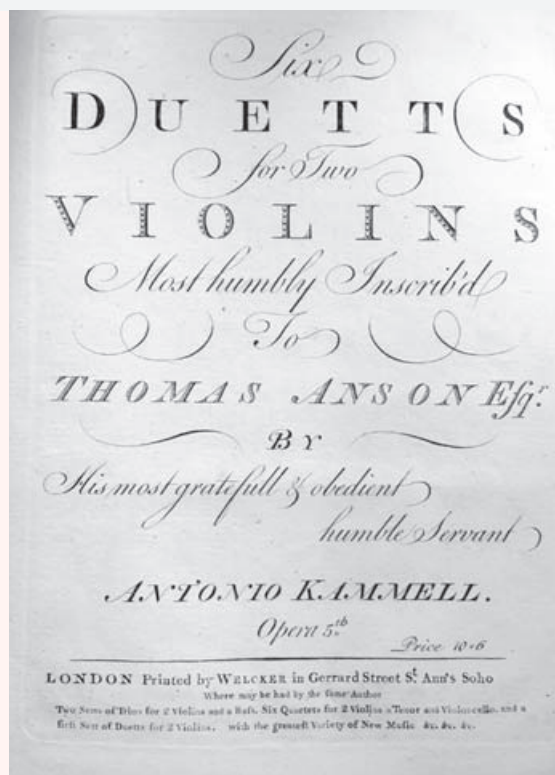 Six
DUETTS
for Two
VIOLINS
Most humbly Inscrib'd
To
THOMAS ANSON Esqr.
BY
His most gratefull & obedient
humble Servant
ANTONIO KAMMELL.
Opera 5th
Price 10=6
LONDON Printed by WELCKER in Gerrard Street St. Ann's Soho
Where may be had by the same Author
Two Setts of Trios for 2 Violins and a Bass. Six Quartets for 2 Violins a Tenor and Violoncello, and a
first Sett of Duetts for 2 Violins. with the greatest Variety of New Music &c. &c. &c.